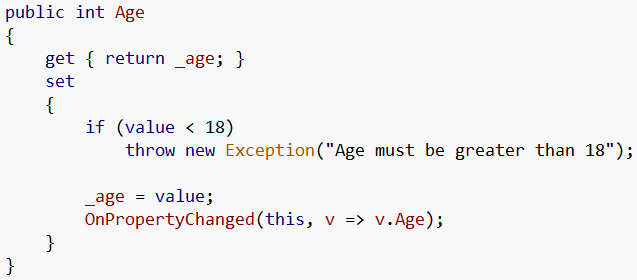 public int Age
{
    get { return _age; }
    set
    {
        if (value < 18)
            throw new Exception("Age must be greater than 18");

        _age = value;
        OnPropertyChanged(this, v => v.Age);
    }
}